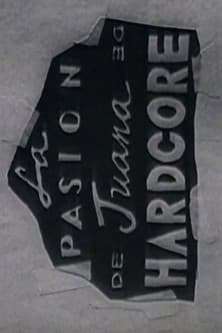 La
PASION
DE Juana DE
HARDCORE